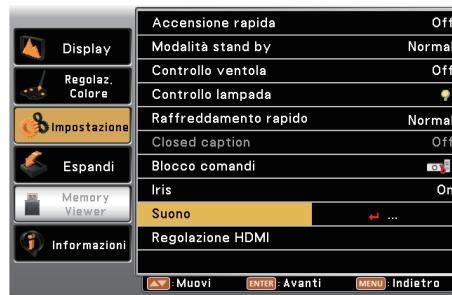 Display
Regolaz.
Colore
Impostazione
Espandi
Memory
Viewer
Informazioni
Accensione rapida Off
Modalità stand by Normal
Controllo ventola Off
Controllo lampada
Raffreddamento rapido Normal
Closed caption Off
Blocco comandi
Iris On
Suono ...
Regolazione HDMI
:Muovi ENTER :Avanti MENU :Indietro